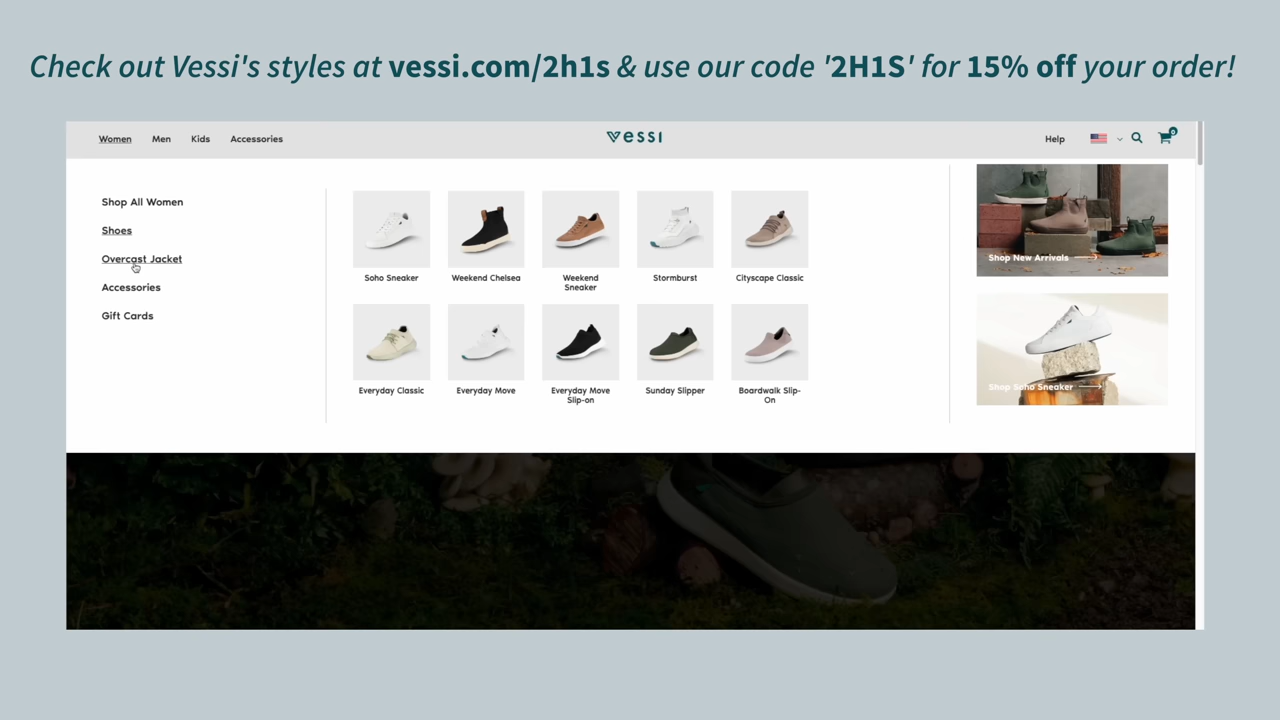 Check out Vessi's styles at vessi.com/2h1s & use our code '2H1S' for 15% off your order!
Women Men Kids Accessories
vessi
Help
0
Shop All Women
Shoes
Overcast Jacket
Accessories
Gift Cards
Soho Sneaker
Weekend Chelsea
Weekend
Sneaker
Stormburst
Cityscape Classic
Everyday Classic
Everyday Move
Everyday Move
Slip-on
Sunday Slipper
Boardwalk Slip-
On
Shop New Arrivals
Shop Soho Sneaker